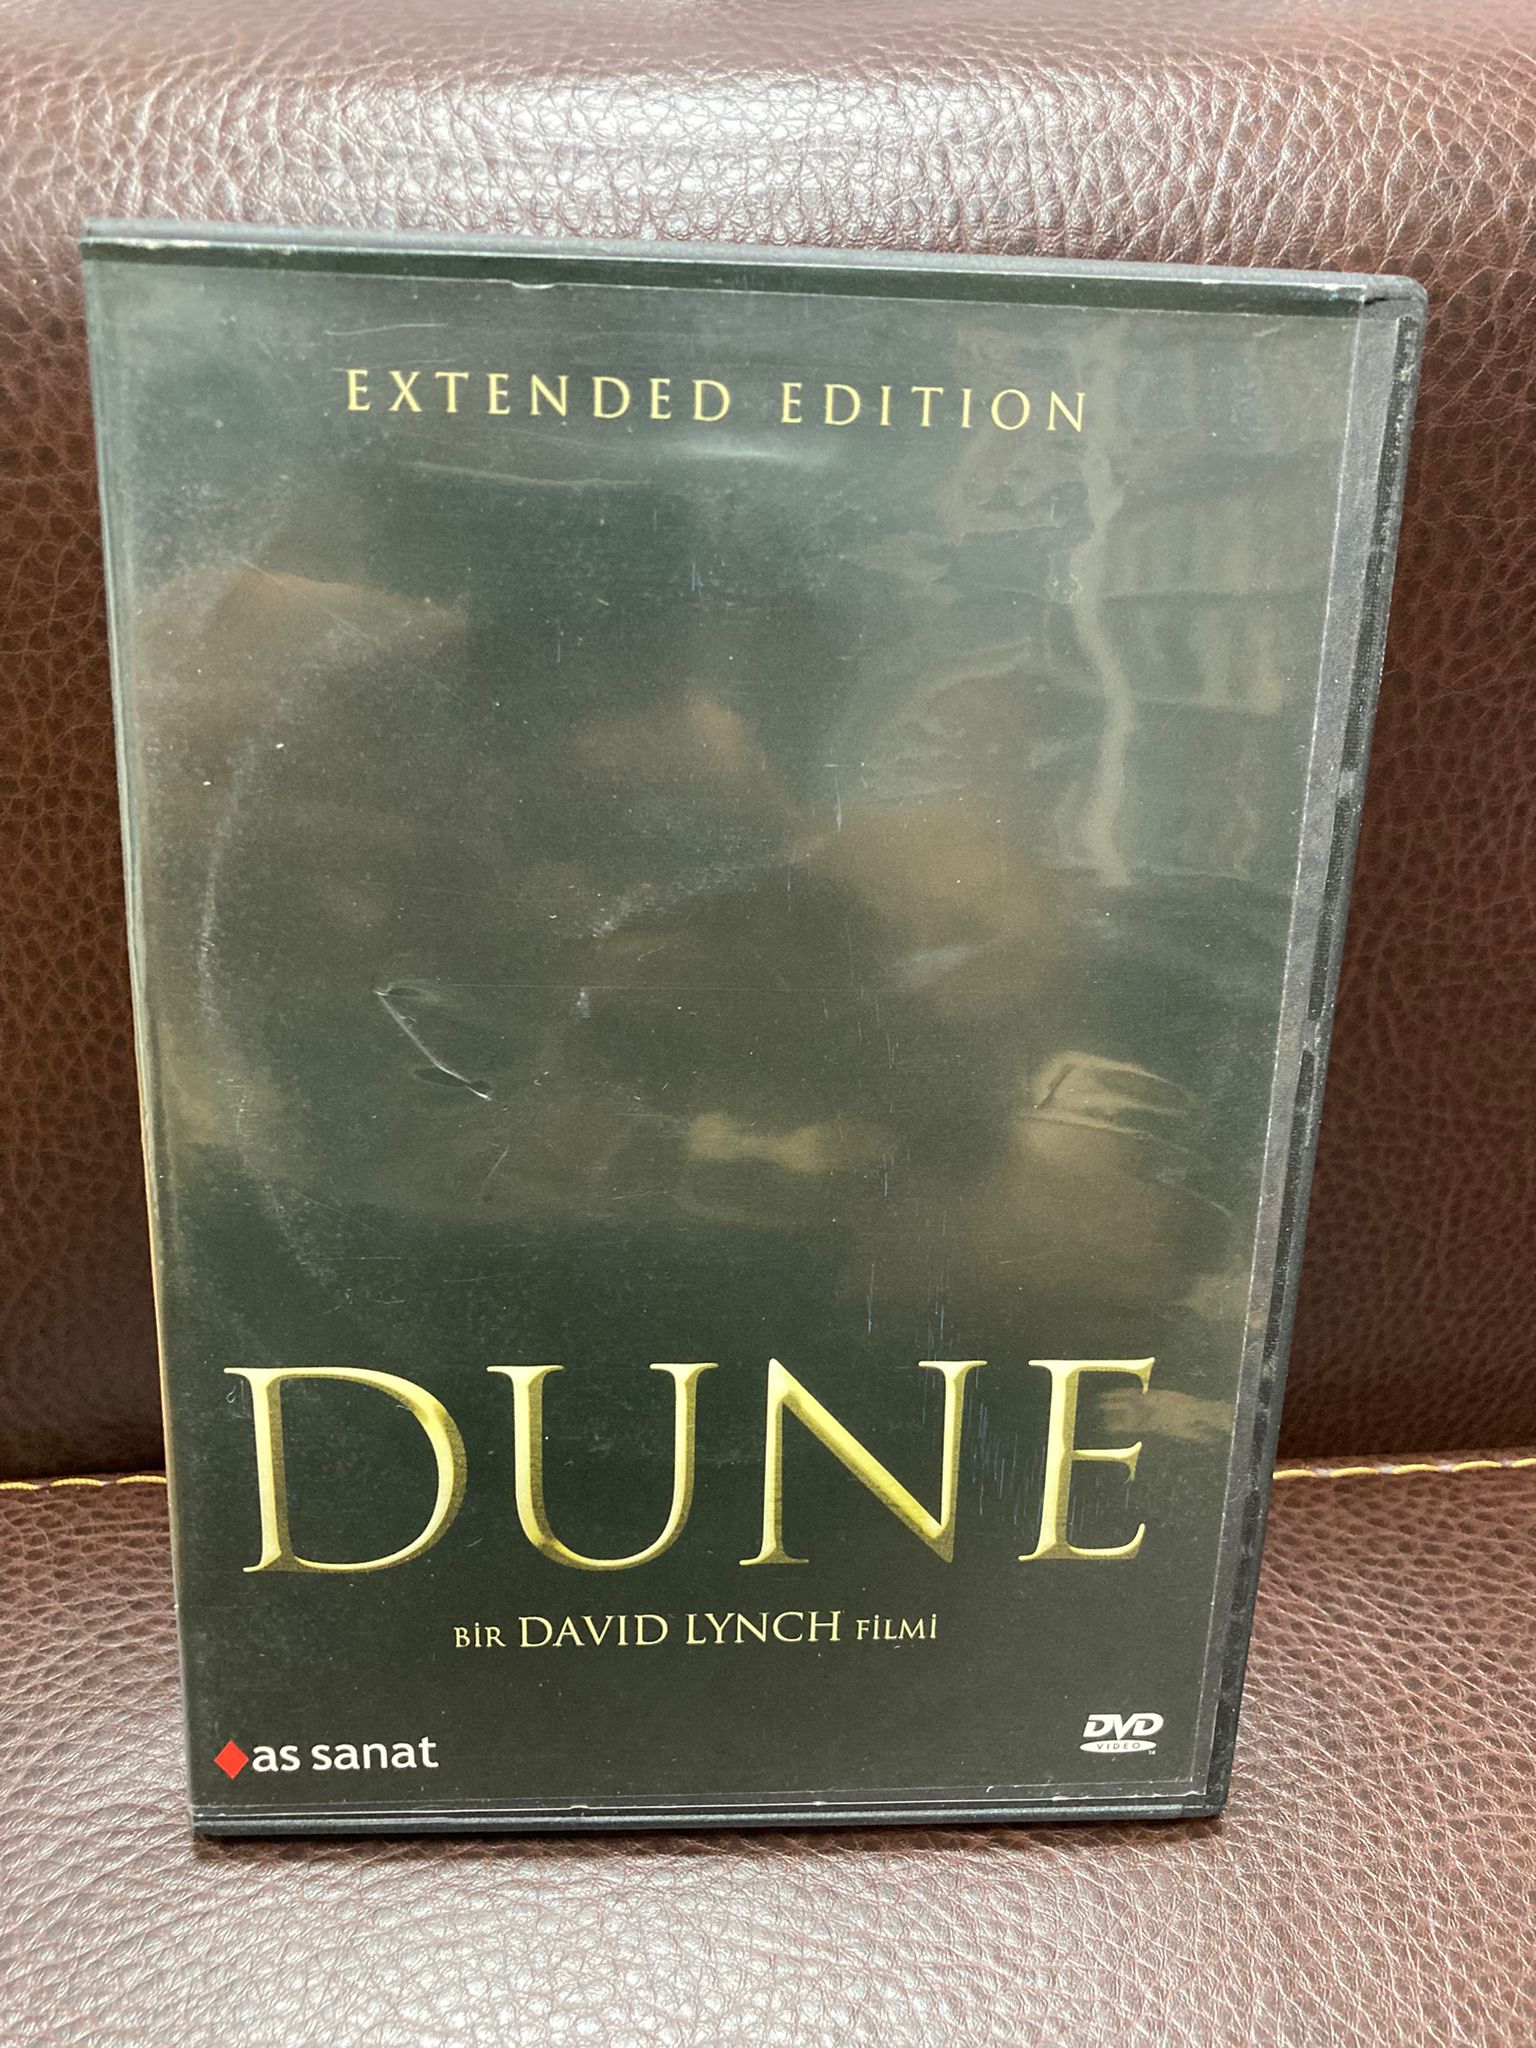 EXTENDED EDITION
DUNE
BİR DAVID LYNCH FİLMİ
as sanat
DVD
VIDEO